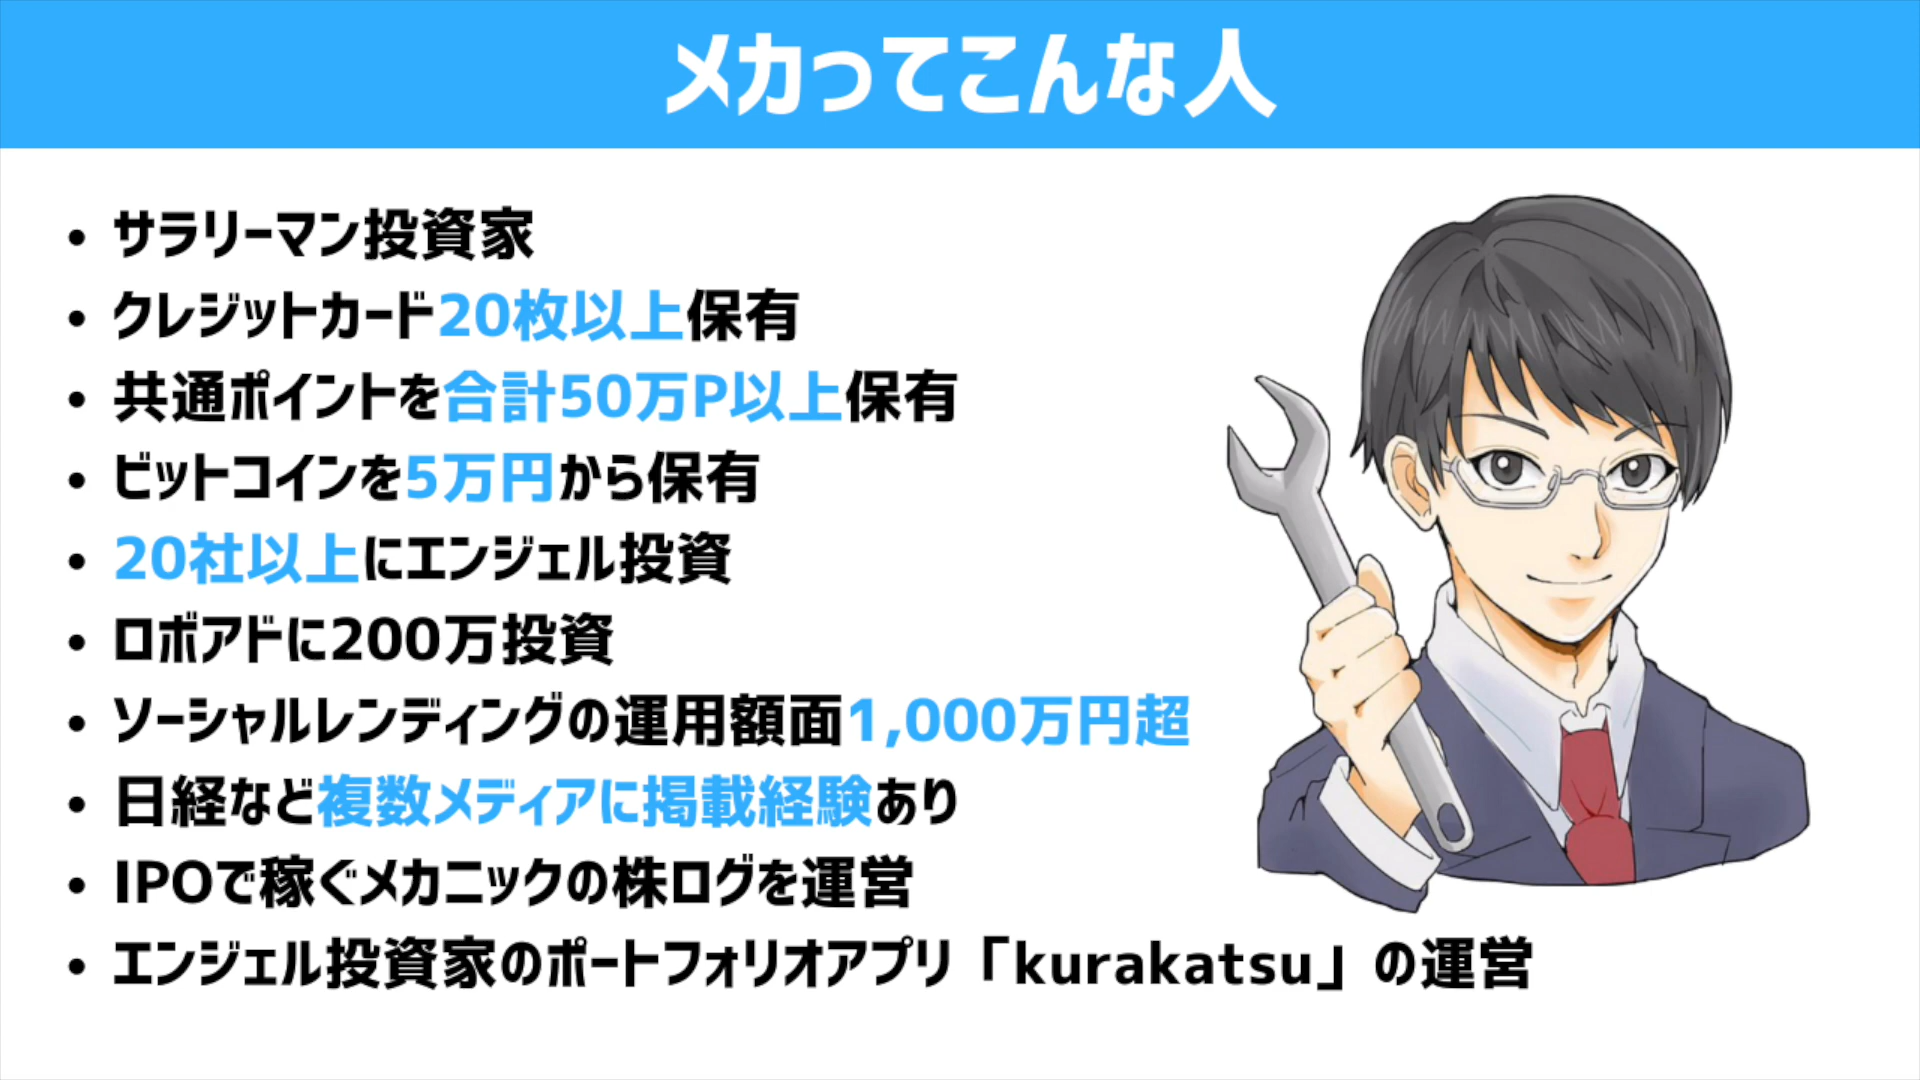 メカってこんな人
・サラリーマン投資家
・クレジットカード20枚以上保有
・共通ポイントを合計50万P以上保有
・ビットコインを5万円から保有
・20社以上にエンジェル投資
・ロボアドに200万投資
・ソーシャルレンディングの運用額面1,000万円超
・日経など複数メディアに掲載経験あり
・IPOで稼ぐメカニックの株ログを運営
・エンジェル投資家のポートフォリオアプリ「kurakatsu」の運営